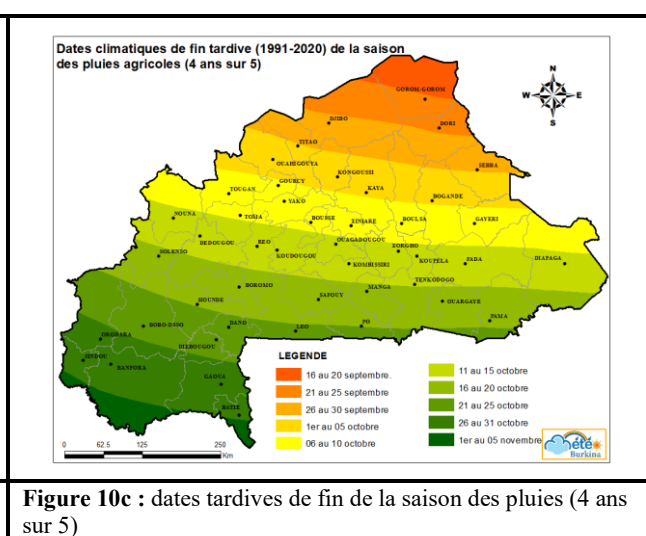 Dates climatiques de fin tardive (1991-2020) de la saison
des pluies agricoles (4 ans sur 5)
N
W E
S
GOROM-GOROM
DJIBO
DORI
TITAO
OUAHIGOUYA
SEBBA
KONGOUSSI
GOURCY
TOUGAN
KAYA
YAKO
BOGANDE
NOUNA
TOMA
BOUSSE
ZINIARE
BOULSA
GAYERI
DEDOUGOU
REO
OUAGADOUGOU
ZORGHO
SOLENZO
KOUDOUGOU
KOMBISSIRI
KOUPELA
FADA
DIAPAGA
TENKODOGO
BOROMO
MANGA
HOUNDE
SAPOUY
OUARGAYE
PAMA
BOBO-DSSO
DANO
LEO
PO
ORODARA
DIEBOUGOU
SINDOU
BANFORA
GAOUA
BATIE
LEGENDE
16 au 20 septembre.
21 au 25 septembre
26 au 30 septembre
1er au 05 octobre
06 au 10 octobre
11 au 15 octobre
16 au 20 octobre
21 au 25 octobre
26 au 31 octobre
1er au 05 novembre
0 62.5 125 250
Km
météo
Burkina
Figure 10c : dates tardives de fin de la saison des pluies (4 ans
sur 5)